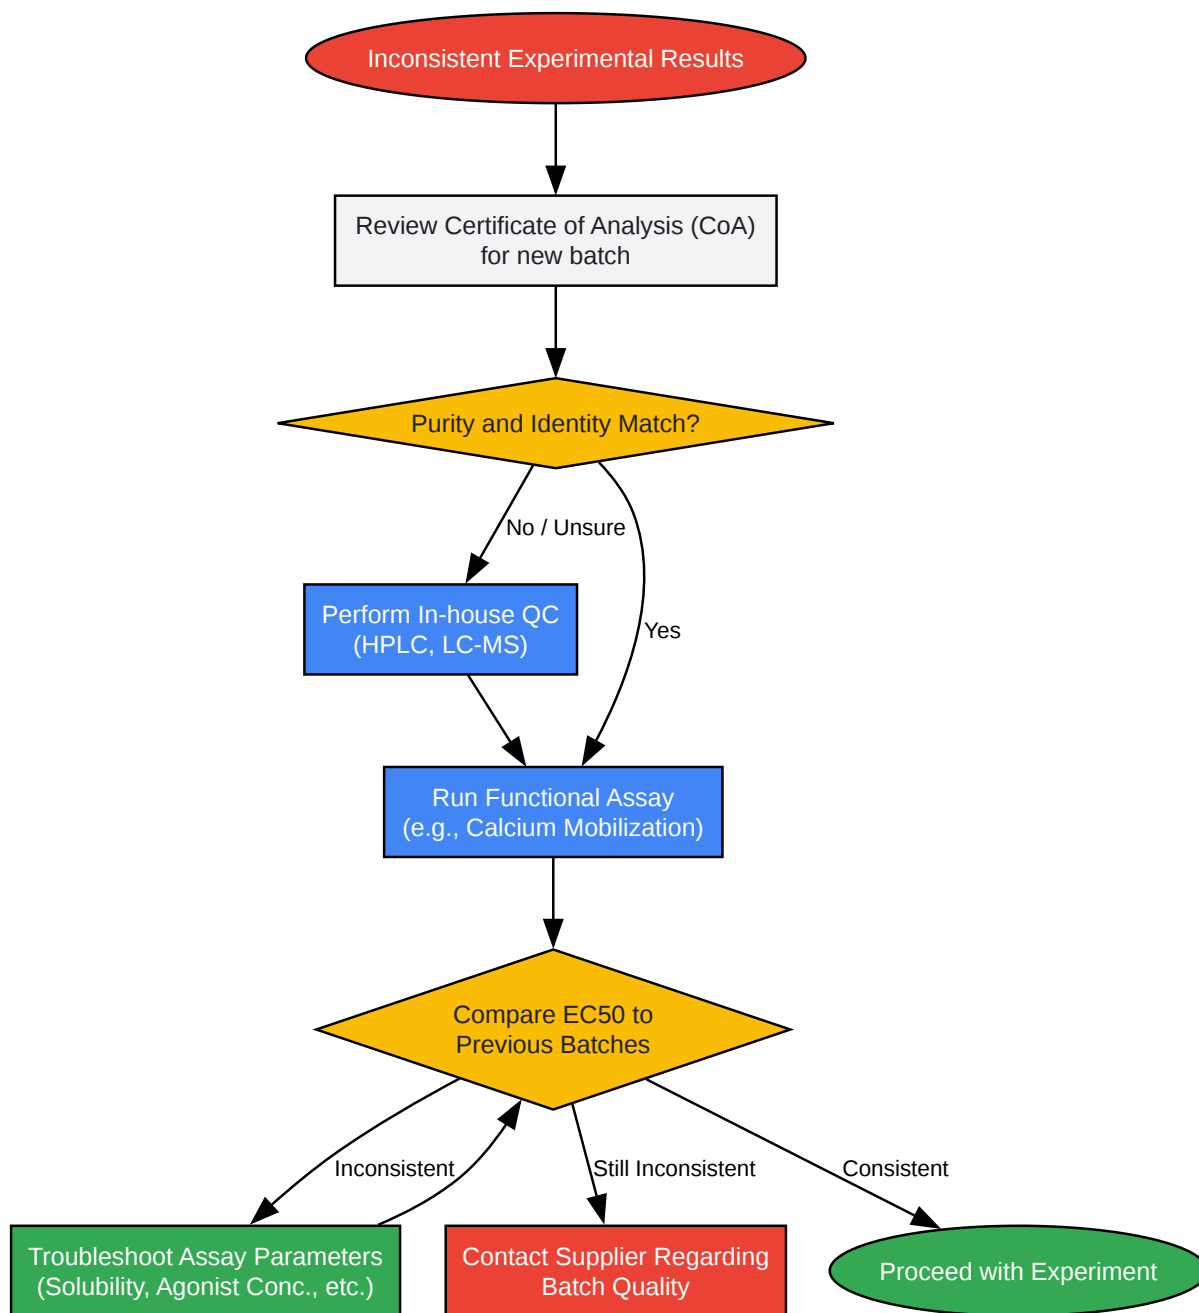 Inconsistent Experimental Results
Review Certificate of Analysis (CoA)
for new batch
Purity and Identity Match?
No / Unsure
Perform In-house QC
(HPLC, LC-MS)
Yes
Run Functional Assay
(e.g., Calcium Mobilization)
Compare EC50 to
Previous Batches
Inconsistent
Still Inconsistent
Consistent
Troubleshoot Assay Parameters
(Solubility, Agonist Conc., etc.)
Contact Supplier Regarding
Batch Quality
Proceed with Experiment